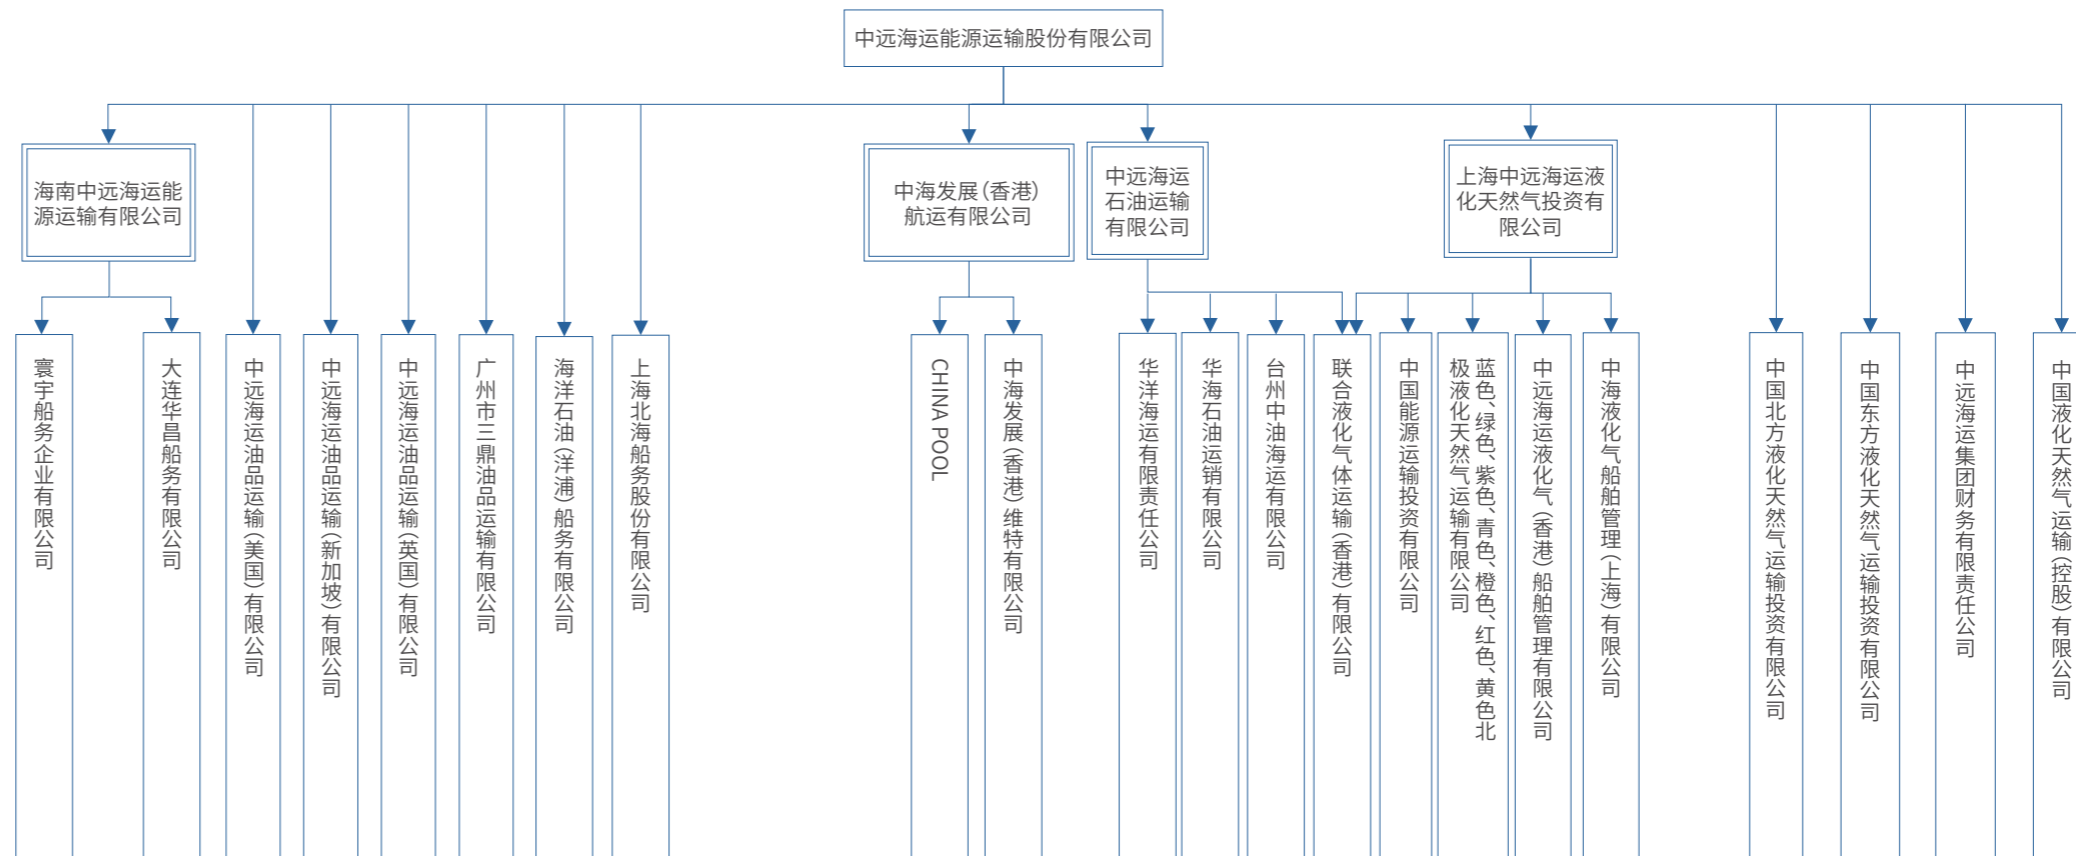 中远海运能源运输股份有限公司
海南中远海运能
源运输有限公司
中海发展（香港）
航运有限公司
中远海运
石油运输
有限公司
上海中远海运液
化天然气投资有
限公司
寰宇船务企业有限公司
大连华昌船务有限公司
中远海运油品运输（美国）有限公司
中远海运油品运输（新加坡）有限公司
中远海运油品运输（英国）有限公司
广州市三鼎油品运输有限公司
海洋石油（洋浦）船务有限公司
上海北海船务股份有限公司
CHINA POOL
中海发展（香港）维特有限公司
华洋海运有限责任公司
华海石油运销有限公司
台州中油海运有限公司
联合液化气体运输（香港）有限公司
中国能源运输投资有限公司
蓝色、绿色、紫色、青色、橙色、红色、黄色北
极液化天然气运输有限公司
中远海运液化气（香港）船舶管理有限公司
中海液化气船舶管理（上海）有限公司
中国北方液化天然气运输投资有限公司
中国东方液化天然气运输投资有限公司
中远海运集团财务有限责任公司
中国液化天然气运输（控股）有限公司